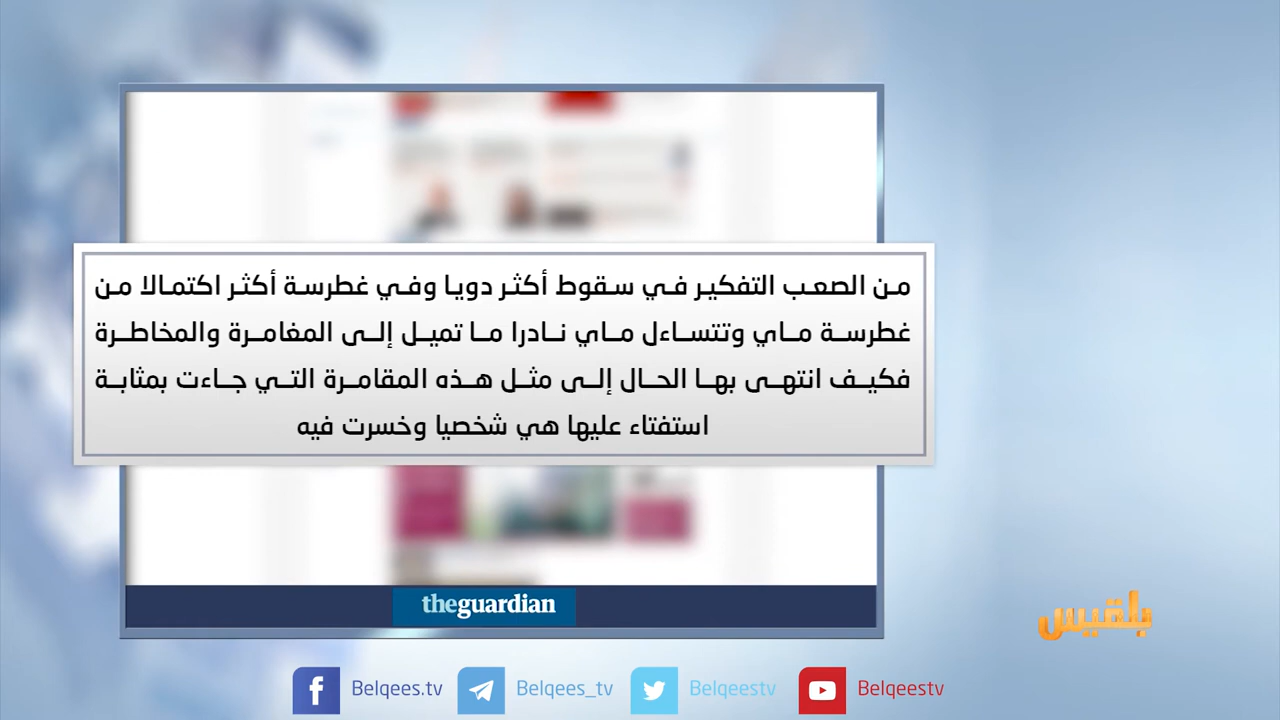 من الصعب التفكير في سقوط أكثر دويا وفي غطرسة أكثر اكتمالا من
غطرسة ماي وتتساءل ماي نادرا ما تميل إلى المغامرة والمخاطرة
فكيف انتهى بها الحال إلى مثل هذه المقامرة التي جاءت بمثابة
استفتاء عليها هي شخصيا وخسرت فيه
theguardian
بلقيس
Belqees.tv Belqees_tv Belqeestv Belqeestv